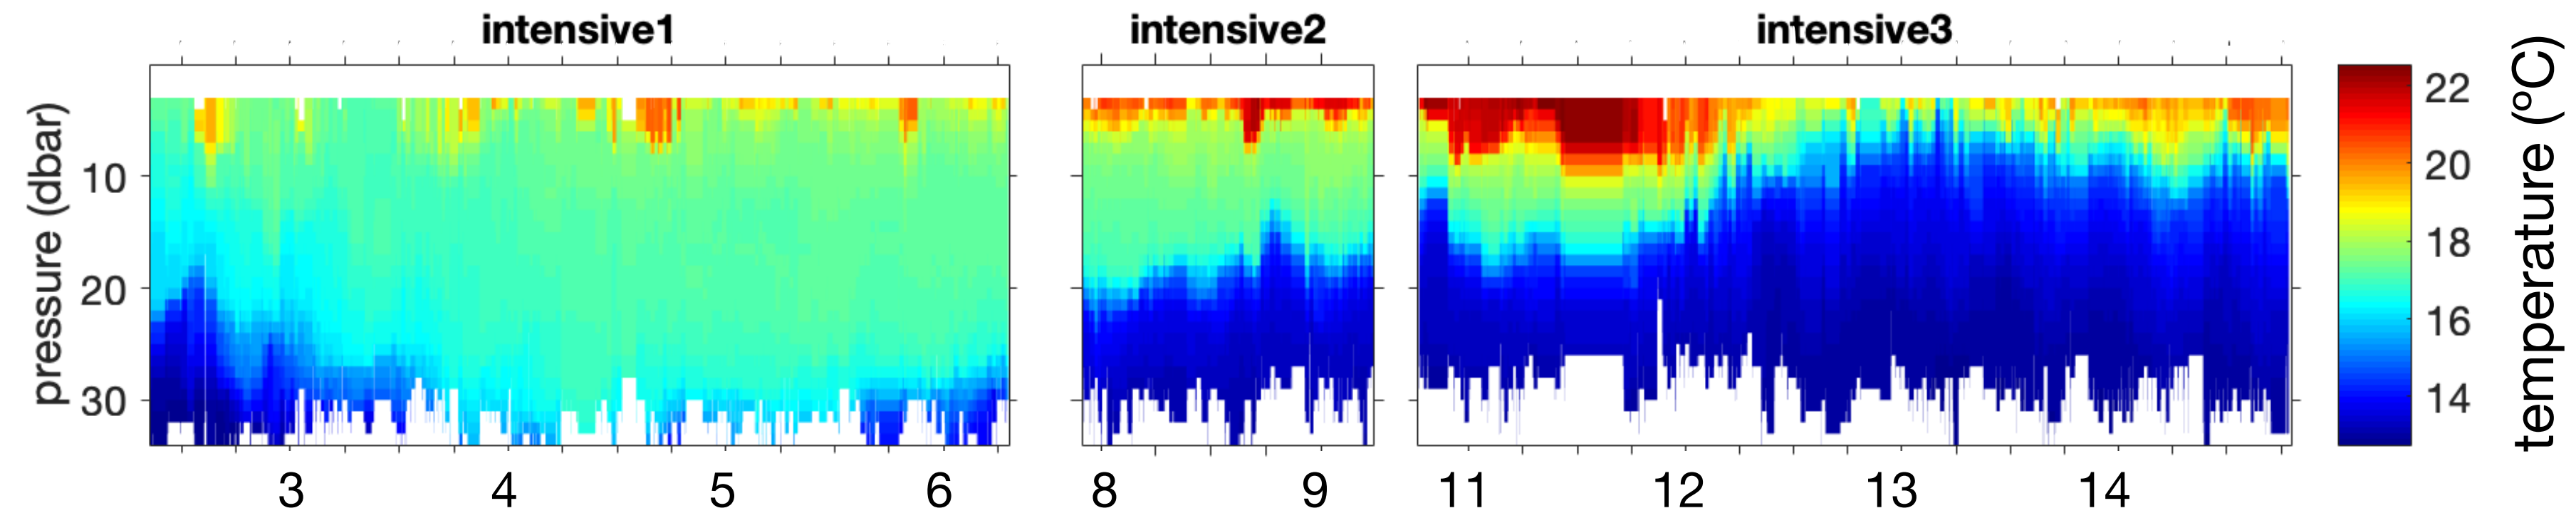 intensive1 intensive2 intensive3
pressure (dbar)
10
20
30
3 4 5 6 8 9 11 12 13 14
22
20
18
16
14
temperature (ºC)